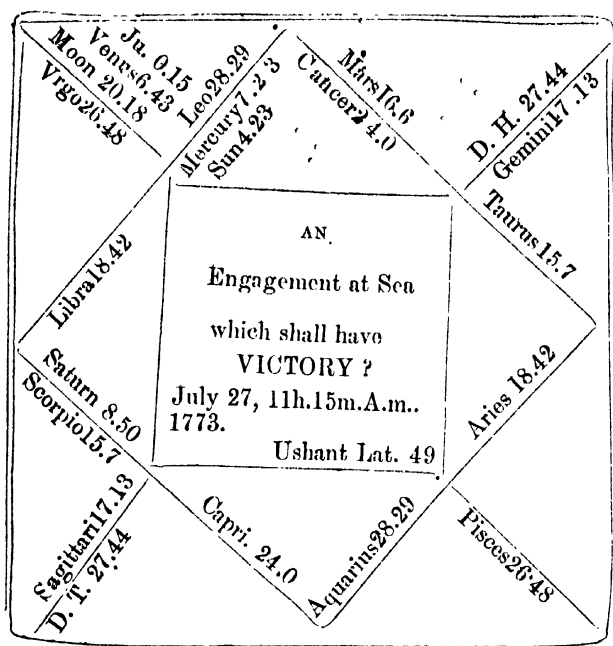 Ju. 0.15
Venus6.43
Moon 20.18
Vrgo26.48
Leo28.29
Mercury7.23
Sun4.23
Mars16.6
Cancer24.0
D. H. 27.44
Gemini17.13
Taurus15.7
Libra18.42
AN.
Engagement at Sea
which shall have
VICTORY ?
July 27, 11h.15m.A.m..
1773.
Ushant Lat. 49
Aries 18.42
Saturn 8.50
Scorpio15.7
Sagittari17.13
D. T. 27.44
Capri. 24.0
Aquarius28.29
Pisces26.48